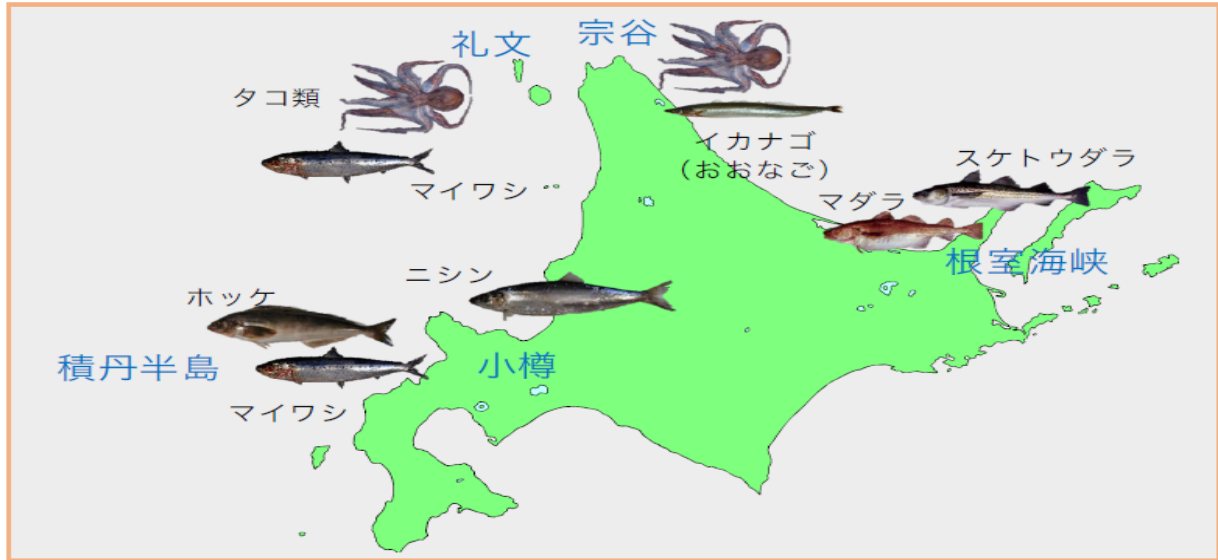 礼文
宗谷
タコ類
マイワシ
イカナゴ
（おおなご）
スケトウダラ
マダラ
根室海峡
ニシン
ホッケ
積丹半島
小樽
マイワシ